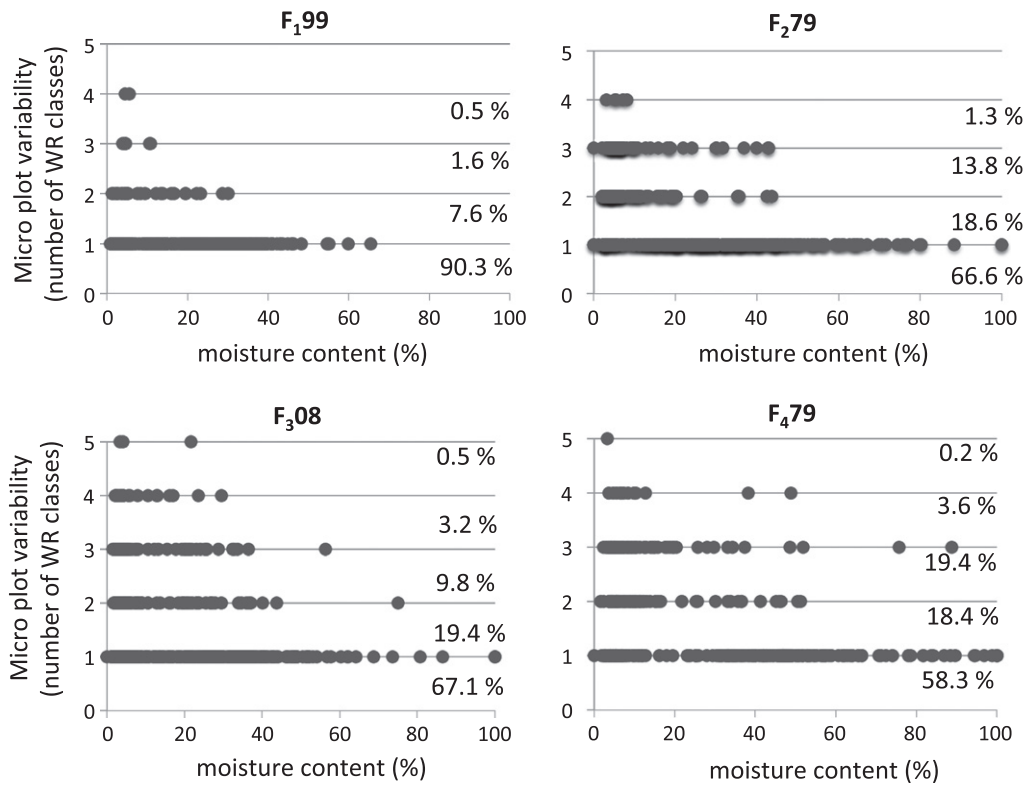 F₁99
Micro plot variability
(number of WR classes)
5
4
3
2
1
0
0.5 %
1.6 %
7.6 %
90.3 %
0 20 40 60 80 100
moisture content (%)
F₂79
5
4
3
2
1
0
1.3 %
13.8 %
18.6 %
66.6 %
0 20 40 60 80 100
moisture content (%)
F₃08
Micro plot variability
(number of WR classes)
5
4
3
2
1
0
0.5 %
3.2 %
9.8 %
19.4 %
67.1 %
0 20 40 60 80 100
moisture content (%)
F₄79
5
4
3
2
1
0
0.2 %
3.6 %
19.4 %
18.4 %
58.3 %
0 20 40 60 80 100
moisture content (%)